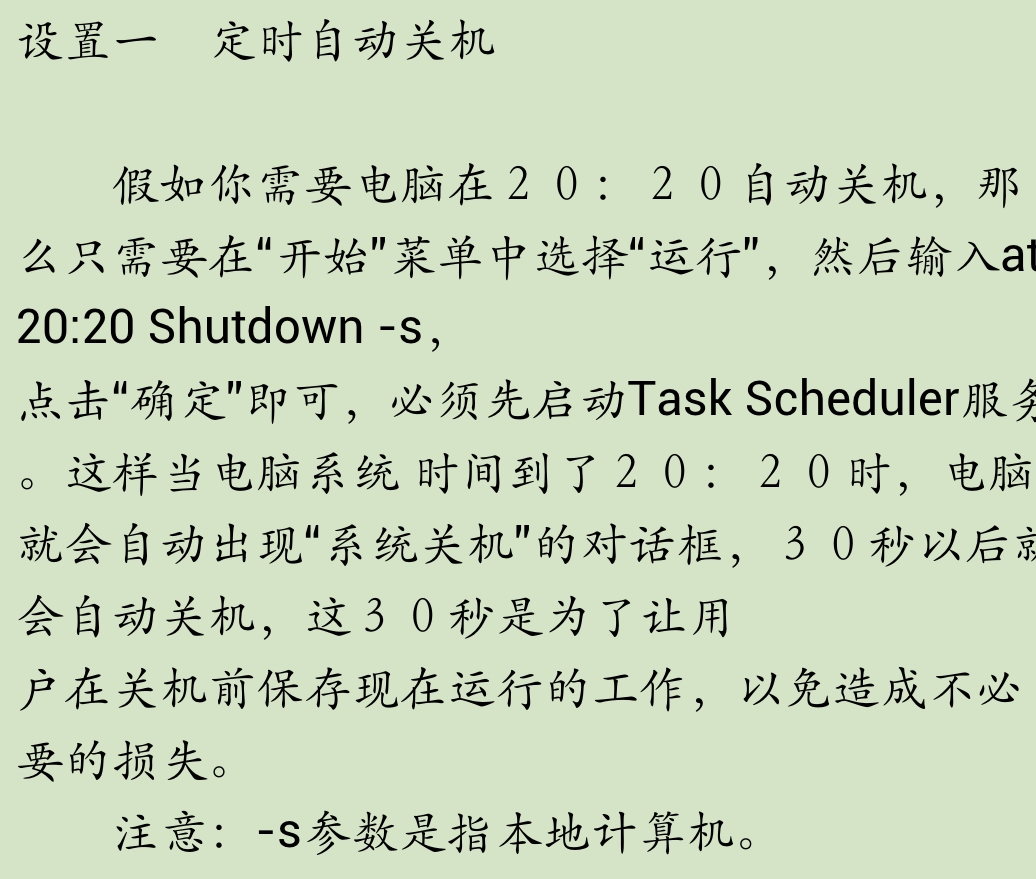 设置一　定时自动关机
假如你需要电脑在２０：２０自动关机，那
么只需要在“开始”菜单中选择“运行”，然后输入at
20:20 Shutdown -s，
点击“确定”即可，必须先启动Task Scheduler服务
。这样当电脑系统 时间到了２０：２０时，电脑
就会自动出现“系统关机”的对话框，３０秒以后就
会自动关机，这３０秒是为了让用
户在关机前保存现在运行的工作，以免造成不必
要的损失。
注意：-s参数是指本地计算机。